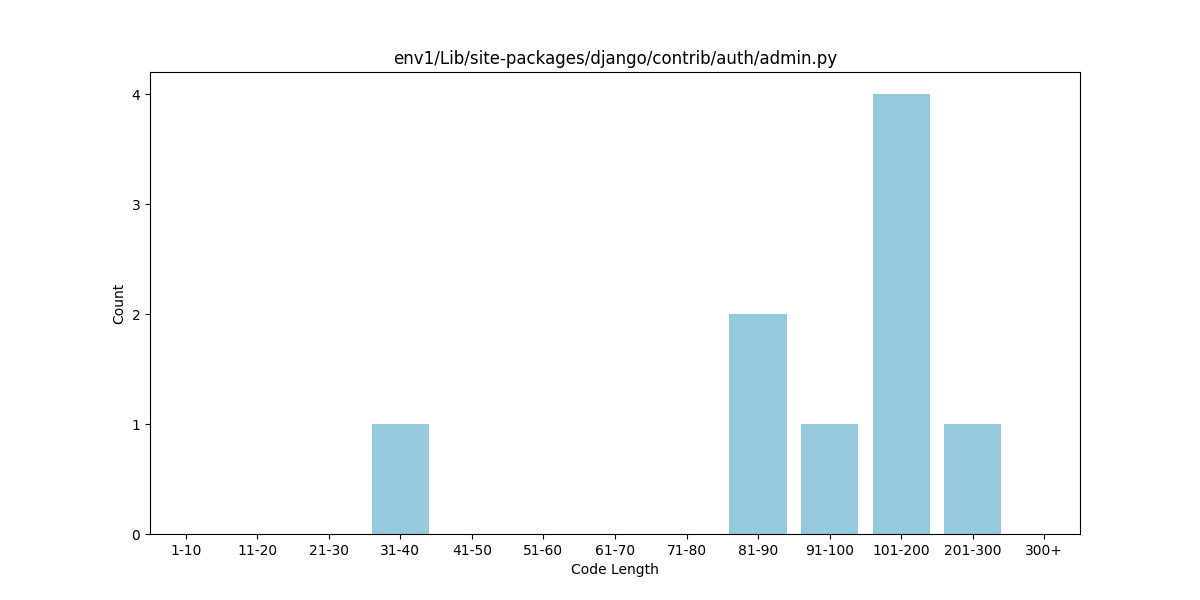 env1/Lib/site-packages/django/contrib/auth/admin.py
4
3
2
1
0
Count
1-10 11-20 21-30 31-40 41-50 51-60 61-70 71-80 81-90 91-100 101-200 201-300 300+
Code Length